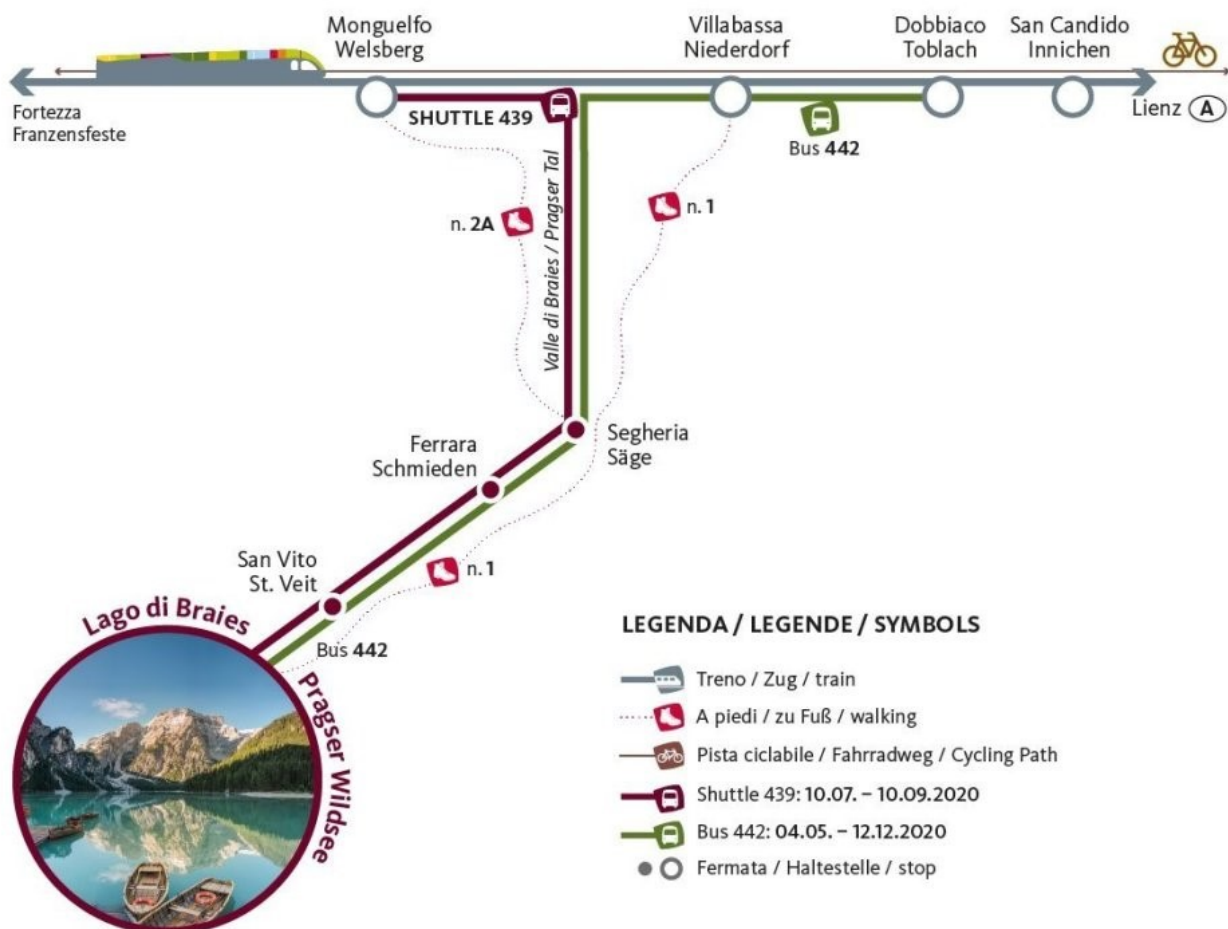 Monguelfo
Welsberg
Villabassa
Niederdorf
Dobbiaco
Toblach
San Candido
Innichen
Fortezza
Franzensfeste
SHUTTLE 439
Bus 442
Lienz A
Valle di Braies / Pragser Tal
n. 2A
n. 1
Segheria
Säge
Ferrara
Schmieden
n. 1
San Vito
St. Veit
Bus 442
Lago di Braies
Pragser Wildsee
LEGENDA / LEGENDE / SYMBOLS
Treno / Zug / train
A piedi / zu Fuß / walking
Pista ciclabile / Fahrradweg / Cycling Path
Shuttle 439: 10.07. – 10.09.2020
Bus 442: 04.05. – 12.12.2020
Fermata / Haltestelle / stop